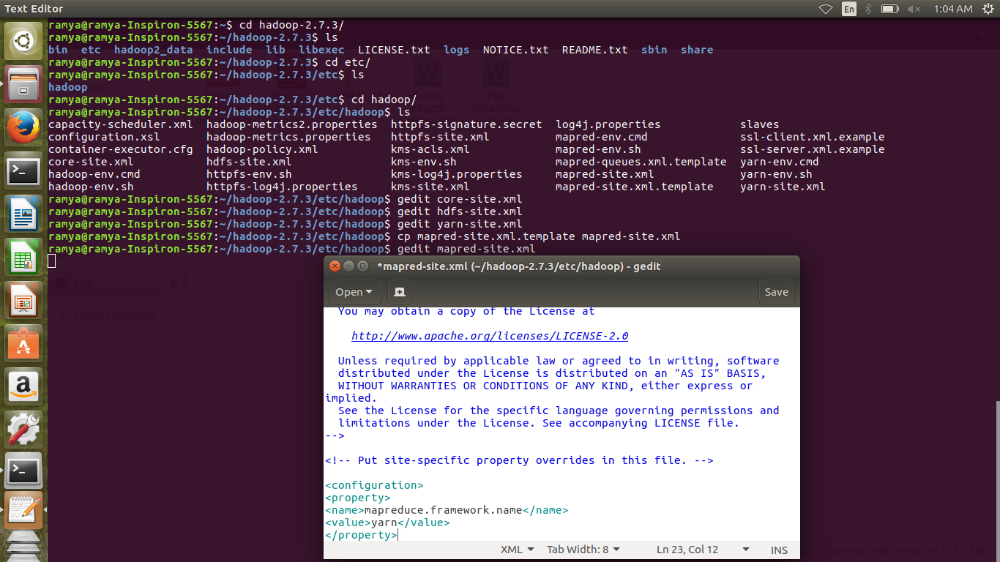 Text Editor
En
1:04 AM
ramya@ramya-Inspiron-5567:~$ cd hadoop-2.7.3/
ramya@ramya-Inspiron-5567:~/hadoop-2.7.3$ ls
bin etc hadoop2_data include lib libexec LICENSE.txt logs NOTICE.txt README.txt sbin share
ramya@ramya-Inspiron-5567:~/hadoop-2.7.3$ cd etc/
ramya@ramya-Inspiron-5567:~/hadoop-2.7.3/etc$ ls
hadoop
ramya@ramya-Inspiron-5567:~/hadoop-2.7.3/etc$ cd hadoop/
ramya@ramya-Inspiron-5567:~/hadoop-2.7.3/etc/hadoop$ ls
capacity-scheduler.xml hadoop-metrics2.properties httpfs-signature.secret log4j.properties slaves
configuration.xsl hadoop-metrics.properties httpfs-site.xml mapred-env.cmd ssl-client.xml.example
container-executor.cfg hadoop-policy.xml kms-acls.xml mapred-env.sh ssl-server.xml.example
core-site.xml hdfs-site.xml kms-env.sh mapred-queues.xml.template yarn-env.cmd
hadoop-env.cmd httpfs-env.sh kms-log4j.properties mapred-site.xml yarn-env.sh
hadoop-env.sh httpfs-log4j.properties kms-site.xml mapred-site.xml.template yarn-site.xml
ramya@ramya-Inspiron-5567:~/hadoop-2.7.3/etc/hadoop$ gedit core-site.xml
ramya@ramya-Inspiron-5567:~/hadoop-2.7.3/etc/hadoop$ gedit hdfs-site.xml
ramya@ramya-Inspiron-5567:~/hadoop-2.7.3/etc/hadoop$ gedit yarn-site.xml
ramya@ramya-Inspiron-5567:~/hadoop-2.7.3/etc/hadoop$ cp mapred-site.xml.template mapred-site.xml
ramya@ramya-Inspiron-5567:~/hadoop-2.7.3/etc/hadoop$ gedit mapred-site.xml
Other Locations
*mapred-site.xml (~/hadoop-2.7.3/etc/hadoop) - gedit
Open
Save
You may obtain a copy of the License at
http://www.apache.org/licenses/LICENSE-2.0
Unless required by applicable law or agreed to in writing, software
distributed under the License is distributed on an "AS IS" BASIS,
WITHOUT WARRANTIES OR CONDITIONS OF ANY KIND, either express or
implied.
See the License for the specific language governing permissions and
limitations under the License. See accompanying LICENSE file.
-->
<!-- Put site-specific property overrides in this file. -->
<configuration>
<property>
<name>mapreduce.framework.name</name>
<value>yarn</value>
</property>
XML
Tab Width: 8
Ln 23, Col 12
INS